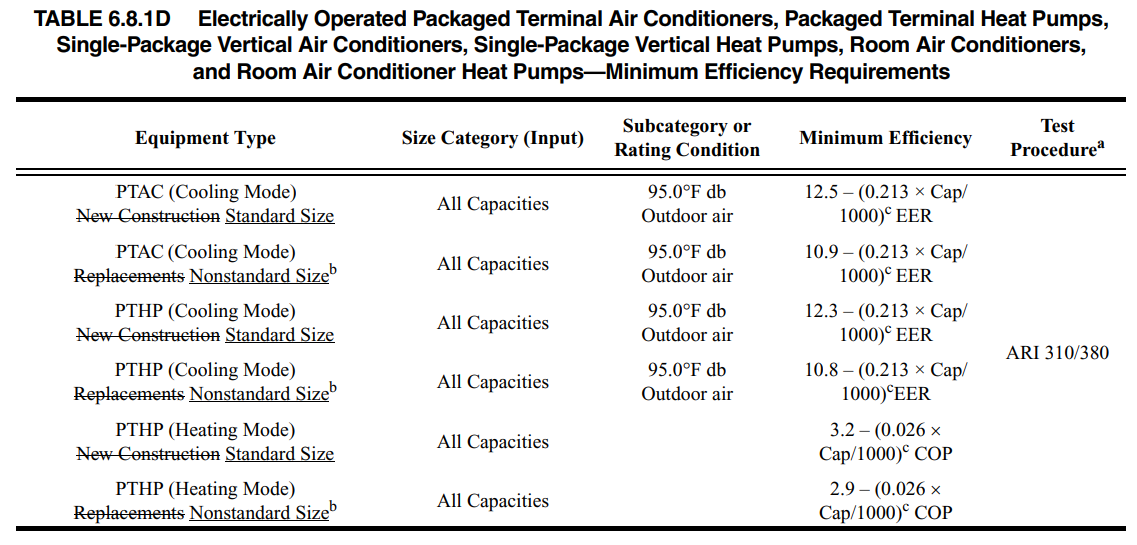 TABLE 6.8.1D Electrically Operated Packaged Terminal Air Conditioners, Packaged Terminal Heat Pumps,
Single-Package Vertical Air Conditioners, Single-Package Vertical Heat Pumps, Room Air Conditioners,
and Room Air Conditioner Heat Pumps—Minimum Efficiency Requirements
Equipment Type
Size Category (Input)
Subcategory or
Rating Condition
Minimum Efficiency
Test
Procedureᵃ
PTAC (Cooling Mode)
New Construction Standard Size
All Capacities
95.0°F db
Outdoor air
12.5 – (0.213 × Cap/
1000)ᶜ EER
PTAC (Cooling Mode)
Replacements Nonstandard Sizeᵇ
All Capacities
95.0°F db
Outdoor air
10.9 – (0.213 × Cap/
1000)ᶜ EER
PTHP (Cooling Mode)
New Construction Standard Size
All Capacities
95.0°F db
Outdoor air
12.3 – (0.213 × Cap/
1000)ᶜ EER
ARI 310/380
PTHP (Cooling Mode)
Replacements Nonstandard Sizeᵇ
All Capacities
95.0°F db
Outdoor air
10.8 – (0.213 × Cap/
1000)ᶜEER
PTHP (Heating Mode)
New Construction Standard Size
All Capacities
3.2 – (0.026 ×
Cap/1000)ᶜ COP
PTHP (Heating Mode)
Replacements Nonstandard Sizeᵇ
All Capacities
2.9 – (0.026 ×
Cap/1000)ᶜ COP